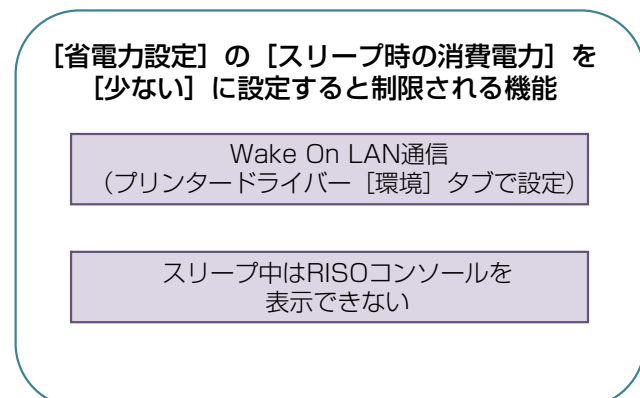 ［省電力設定］の［スリープ時の消費電力］を
［少ない］に設定すると制限される機能
Wake On LAN通信
（プリンタードライバー［環境］タブで設定）
スリープ中はRISOコンソールを
表示できない